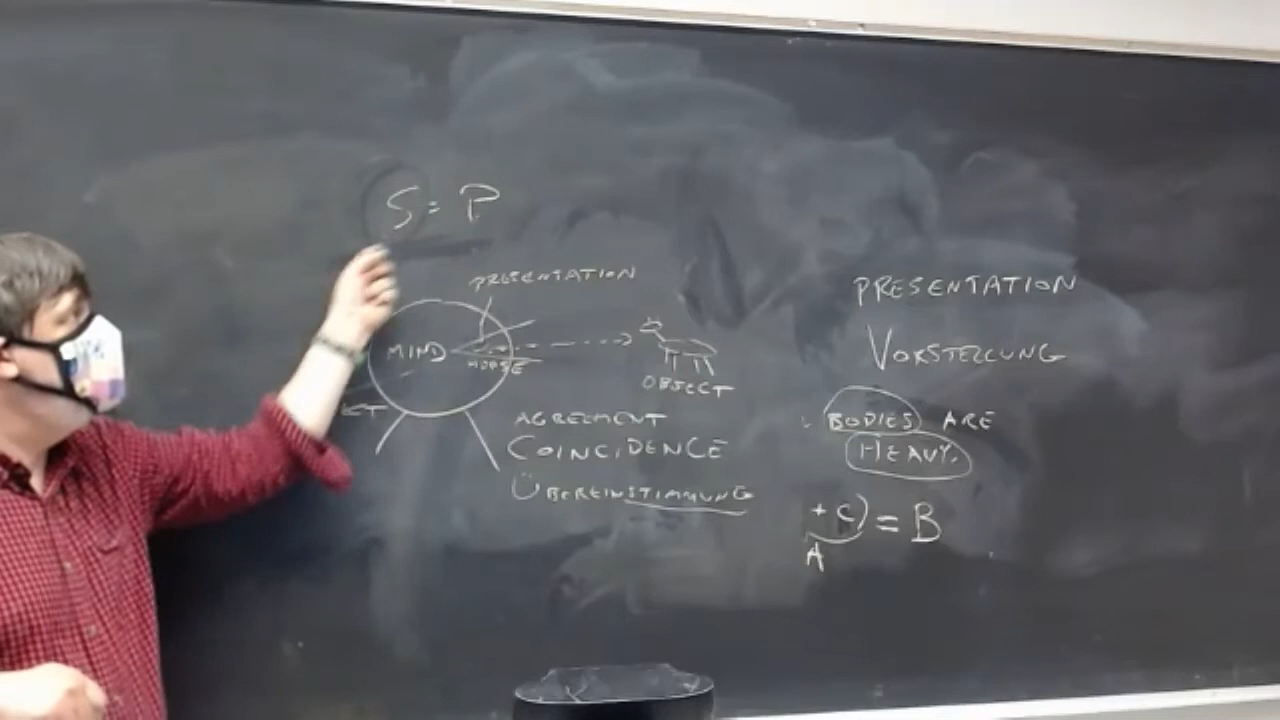 S = P
PRESENTATION
MIND
HORSE
OBJECT
AGREEMENT
COINCIDENCE
ÜBEREINSTIMMUNG
PRESENTATION
VORSTELLUNG
BODIES ARE
HEAVY.
+ C) = B
A